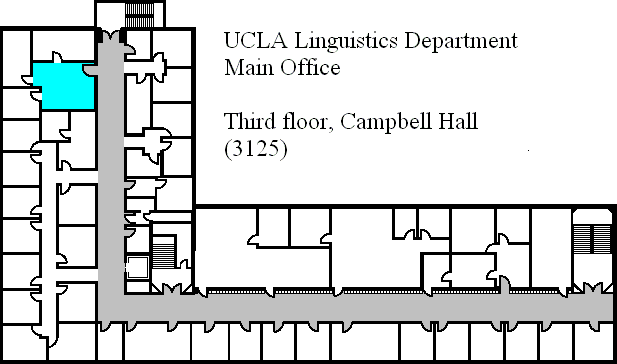 UCLA Linguistics Department
Main Office
Third floor, Campbell Hall
(3125)